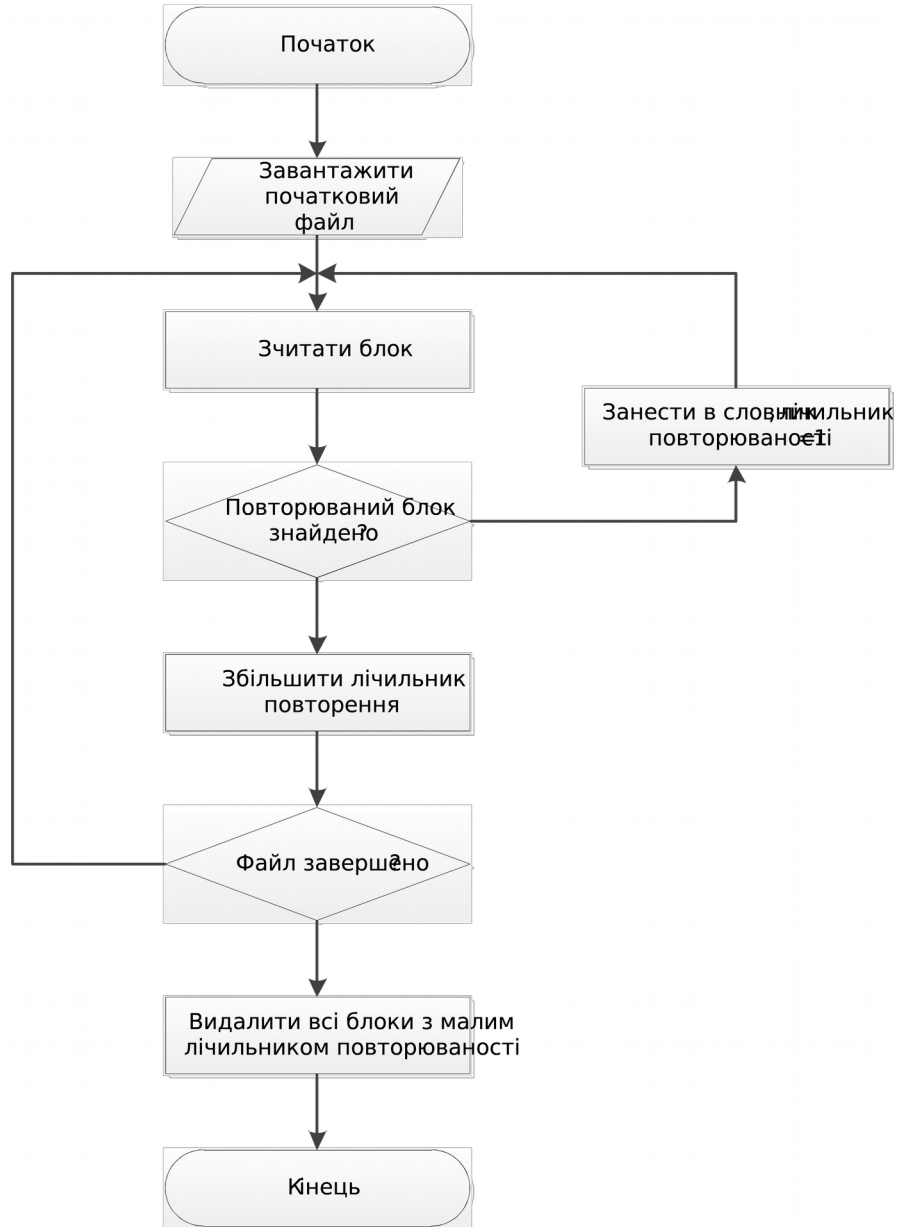 Початок
Завантажити
початковий
файл
Зчитати блок
Занести в словник, лічильник
повторюваності =1
Повторюваний блок
знайдено?
Збільшити лічильник
повторення
Файл завершено?
Видалити всі блоки з малим
лічильником повторюваності
Кінець